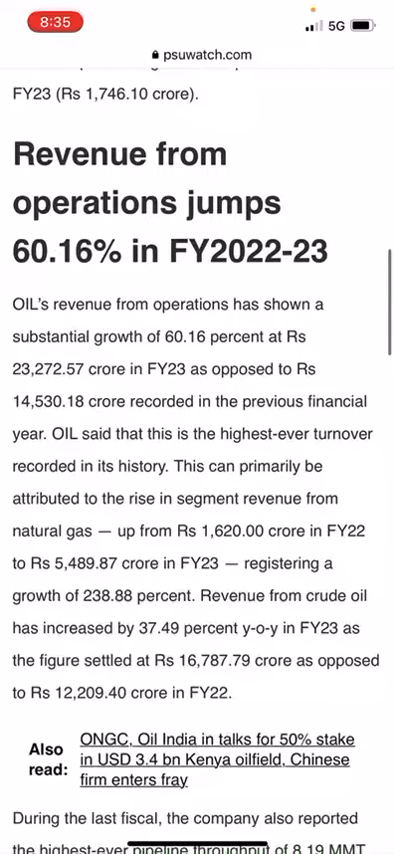 8:35
5G
psuwatch.com
FY23 (Rs 1,746.10 crore).
Revenue from
operations jumps
60.16% in FY2022-23
OIL's revenue from operations has shown a
substantial growth of 60.16 percent at Rs
23,272.57 crore in FY23 as opposed to Rs
14,530.18 crore recorded in the previous financial
year. OIL said that this is the highest-ever turnover
recorded in its history. This can primarily be
attributed to the rise in segment revenue from
natural gas — up from Rs 1,620.00 crore in FY22
to Rs 5,489.87 crore in FY23 — registering a
growth of 238.88 percent. Revenue from crude oil
has increased by 37.49 percent y-o-y in FY23 as
the figure settled at Rs 16,787.79 crore as opposed
to Rs 12,209.40 crore in FY22.
Also
read:
ONGC, Oil India in talks for 50% stake
in USD 3.4 bn Kenya oilfield, Chinese
firm enters fray
During the last fiscal, the company also reported
the highest-ever pipeline throughput of 8.19 MMT